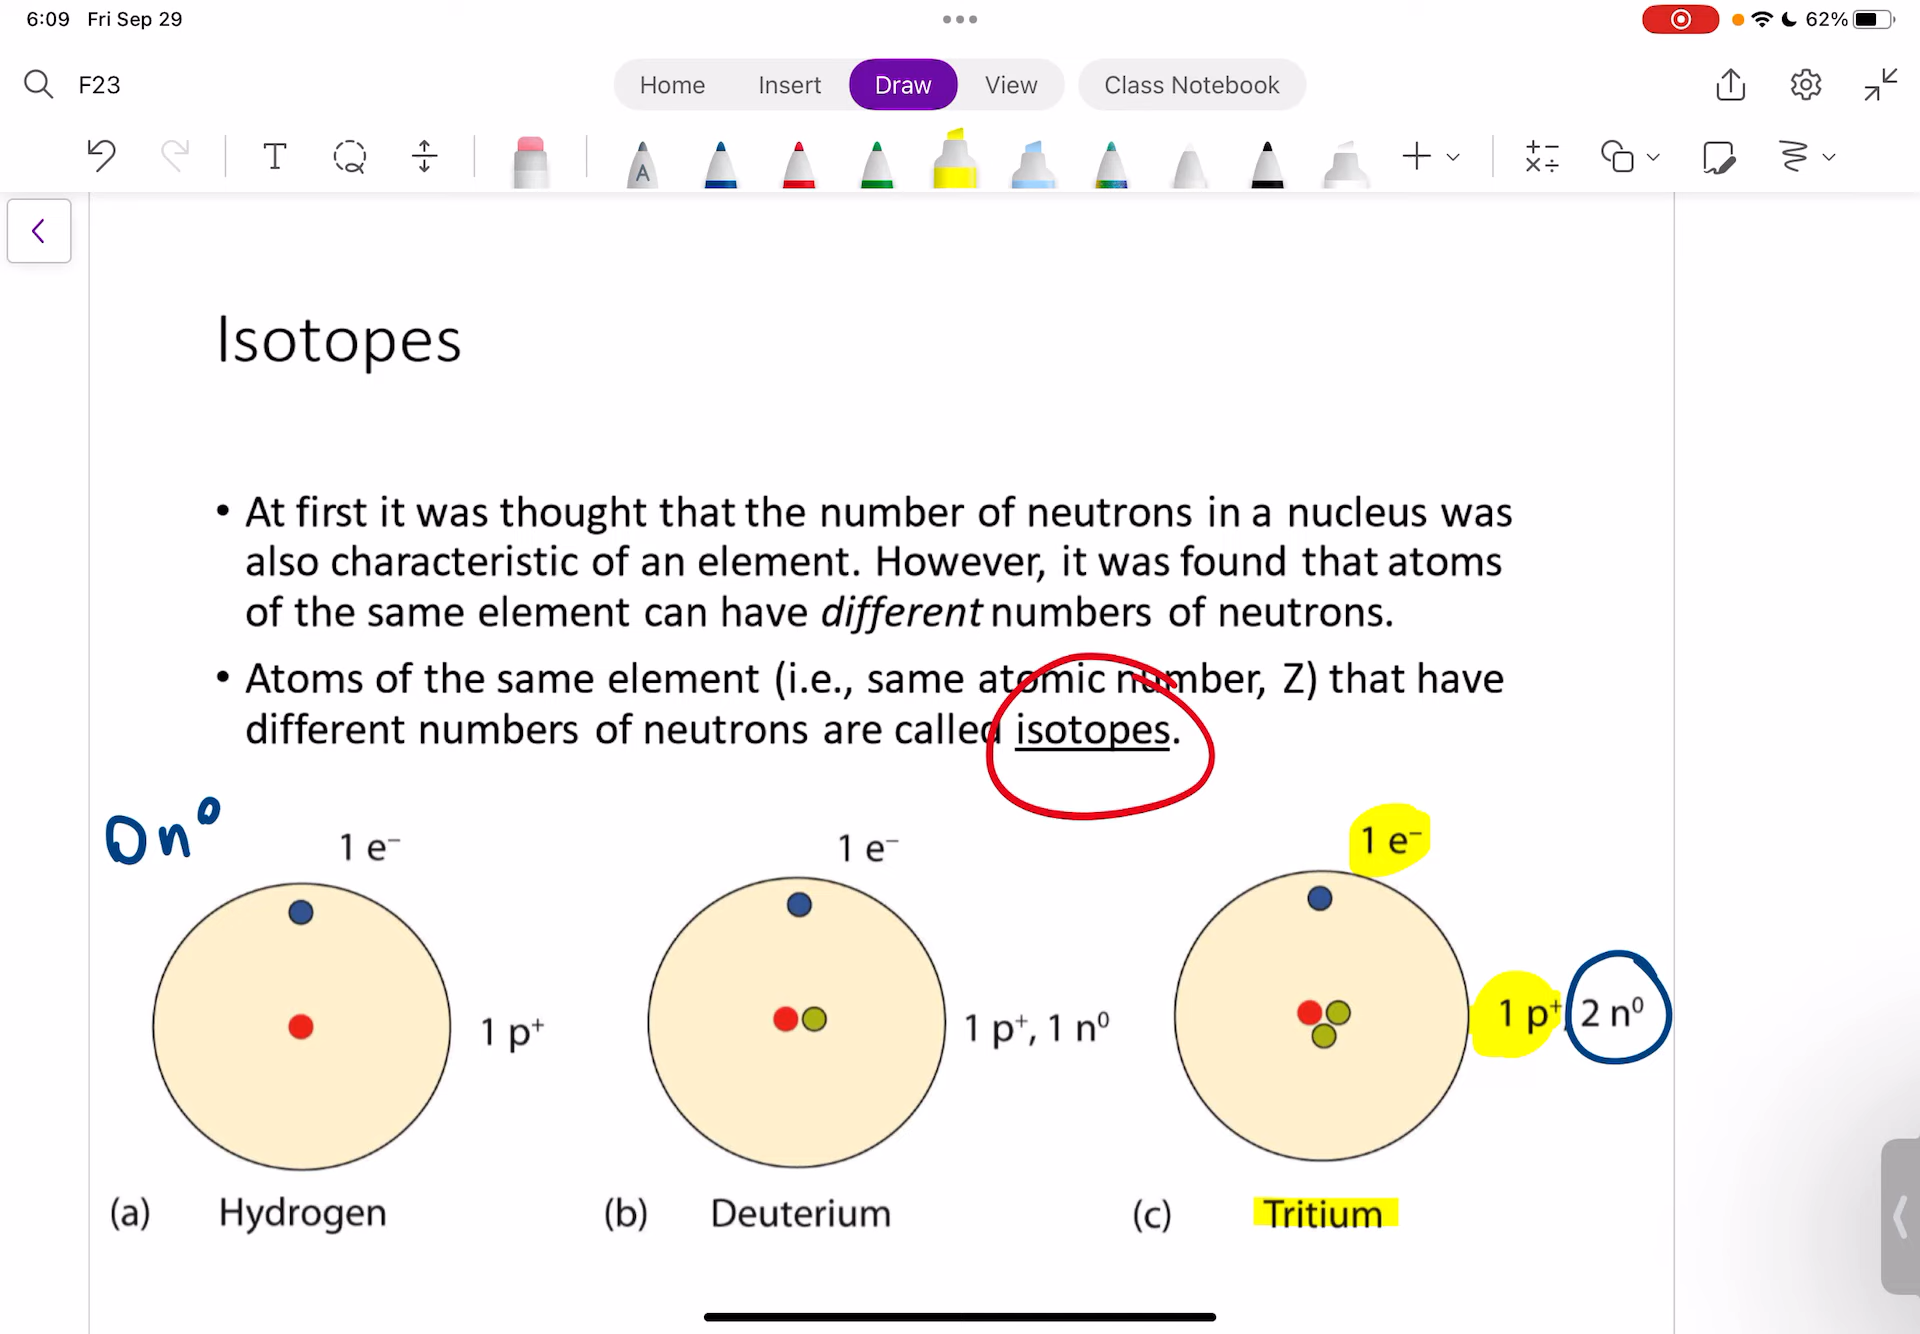 6:09 Fri Sep 29
62%
F23
Home Insert Draw View Class Notebook
T
A
Isotopes
• At first it was thought that the number of neutrons in a nucleus was
also characteristic of an element. However, it was found that atoms
of the same element can have different numbers of neutrons.
• Atoms of the same element (i.e., same atomic number, Z) that have
different numbers of neutrons are called isotopes.
0 n⁰
1 e⁻
1 e⁻
1 e⁻
1 p⁺
1 p⁺, 1 n⁰
1 p⁺, 2 n⁰
(a) Hydrogen
(b) Deuterium
(c) Tritium